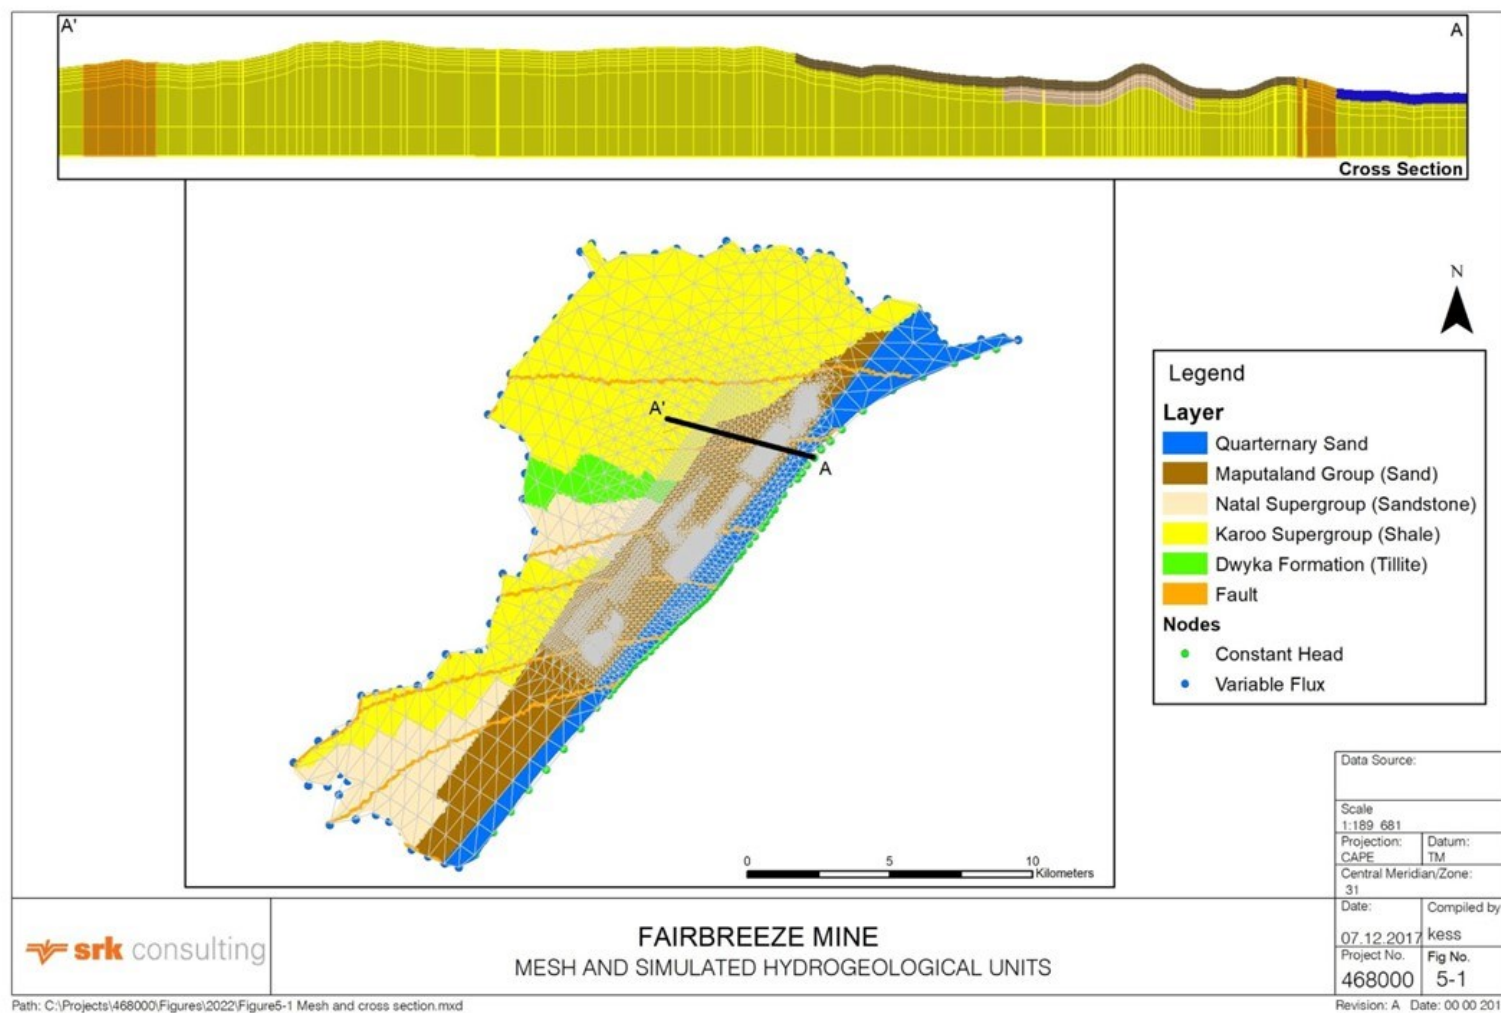 A'
A
Cross Section
A'
A
N
Legend
Layer
Quarternary Sand
Maputaland Group (Sand)
Natal Supergroup (Sandstone)
Karoo Supergroup (Shale)
Dwyka Formation (Tillite)
Fault
Nodes
Constant Head
Variable Flux
0 5 10
Kilometers
Data Source:
Scale
1:189 681
Projection: Datum:
CAPE TM
Central Meridian/Zone:
31
Date: Compiled by
07.12.2017 kess
Project No. Fig No.
468000 5-1
srk consulting
FAIRBREEZE MINE
MESH AND SIMULATED HYDROGEOLOGICAL UNITS
Path: C:\Projects\468000\Figures\2022\Figure5-1 Mesh and cross section.mxd
Revision: A Date: 00 00 201